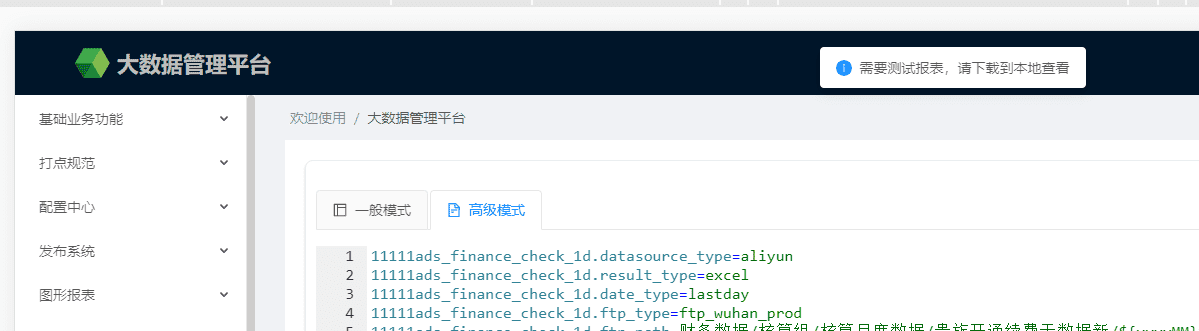 大数据管理平台
需要测试报表，请下载到本地查看
基础业务功能
打点规范
配置中心
发布系统
图形报表
欢迎使用 / 大数据管理平台
一般模式
高级模式
1 11111ads_finance_check_1d.datasource_type=aliyun
2 11111ads_finance_check_1d.result_type=excel
3 11111ads_finance_check_1d.date_type=lastday
4 11111ads_finance_check_1d.ftp_type=ftp_wuhan_prod